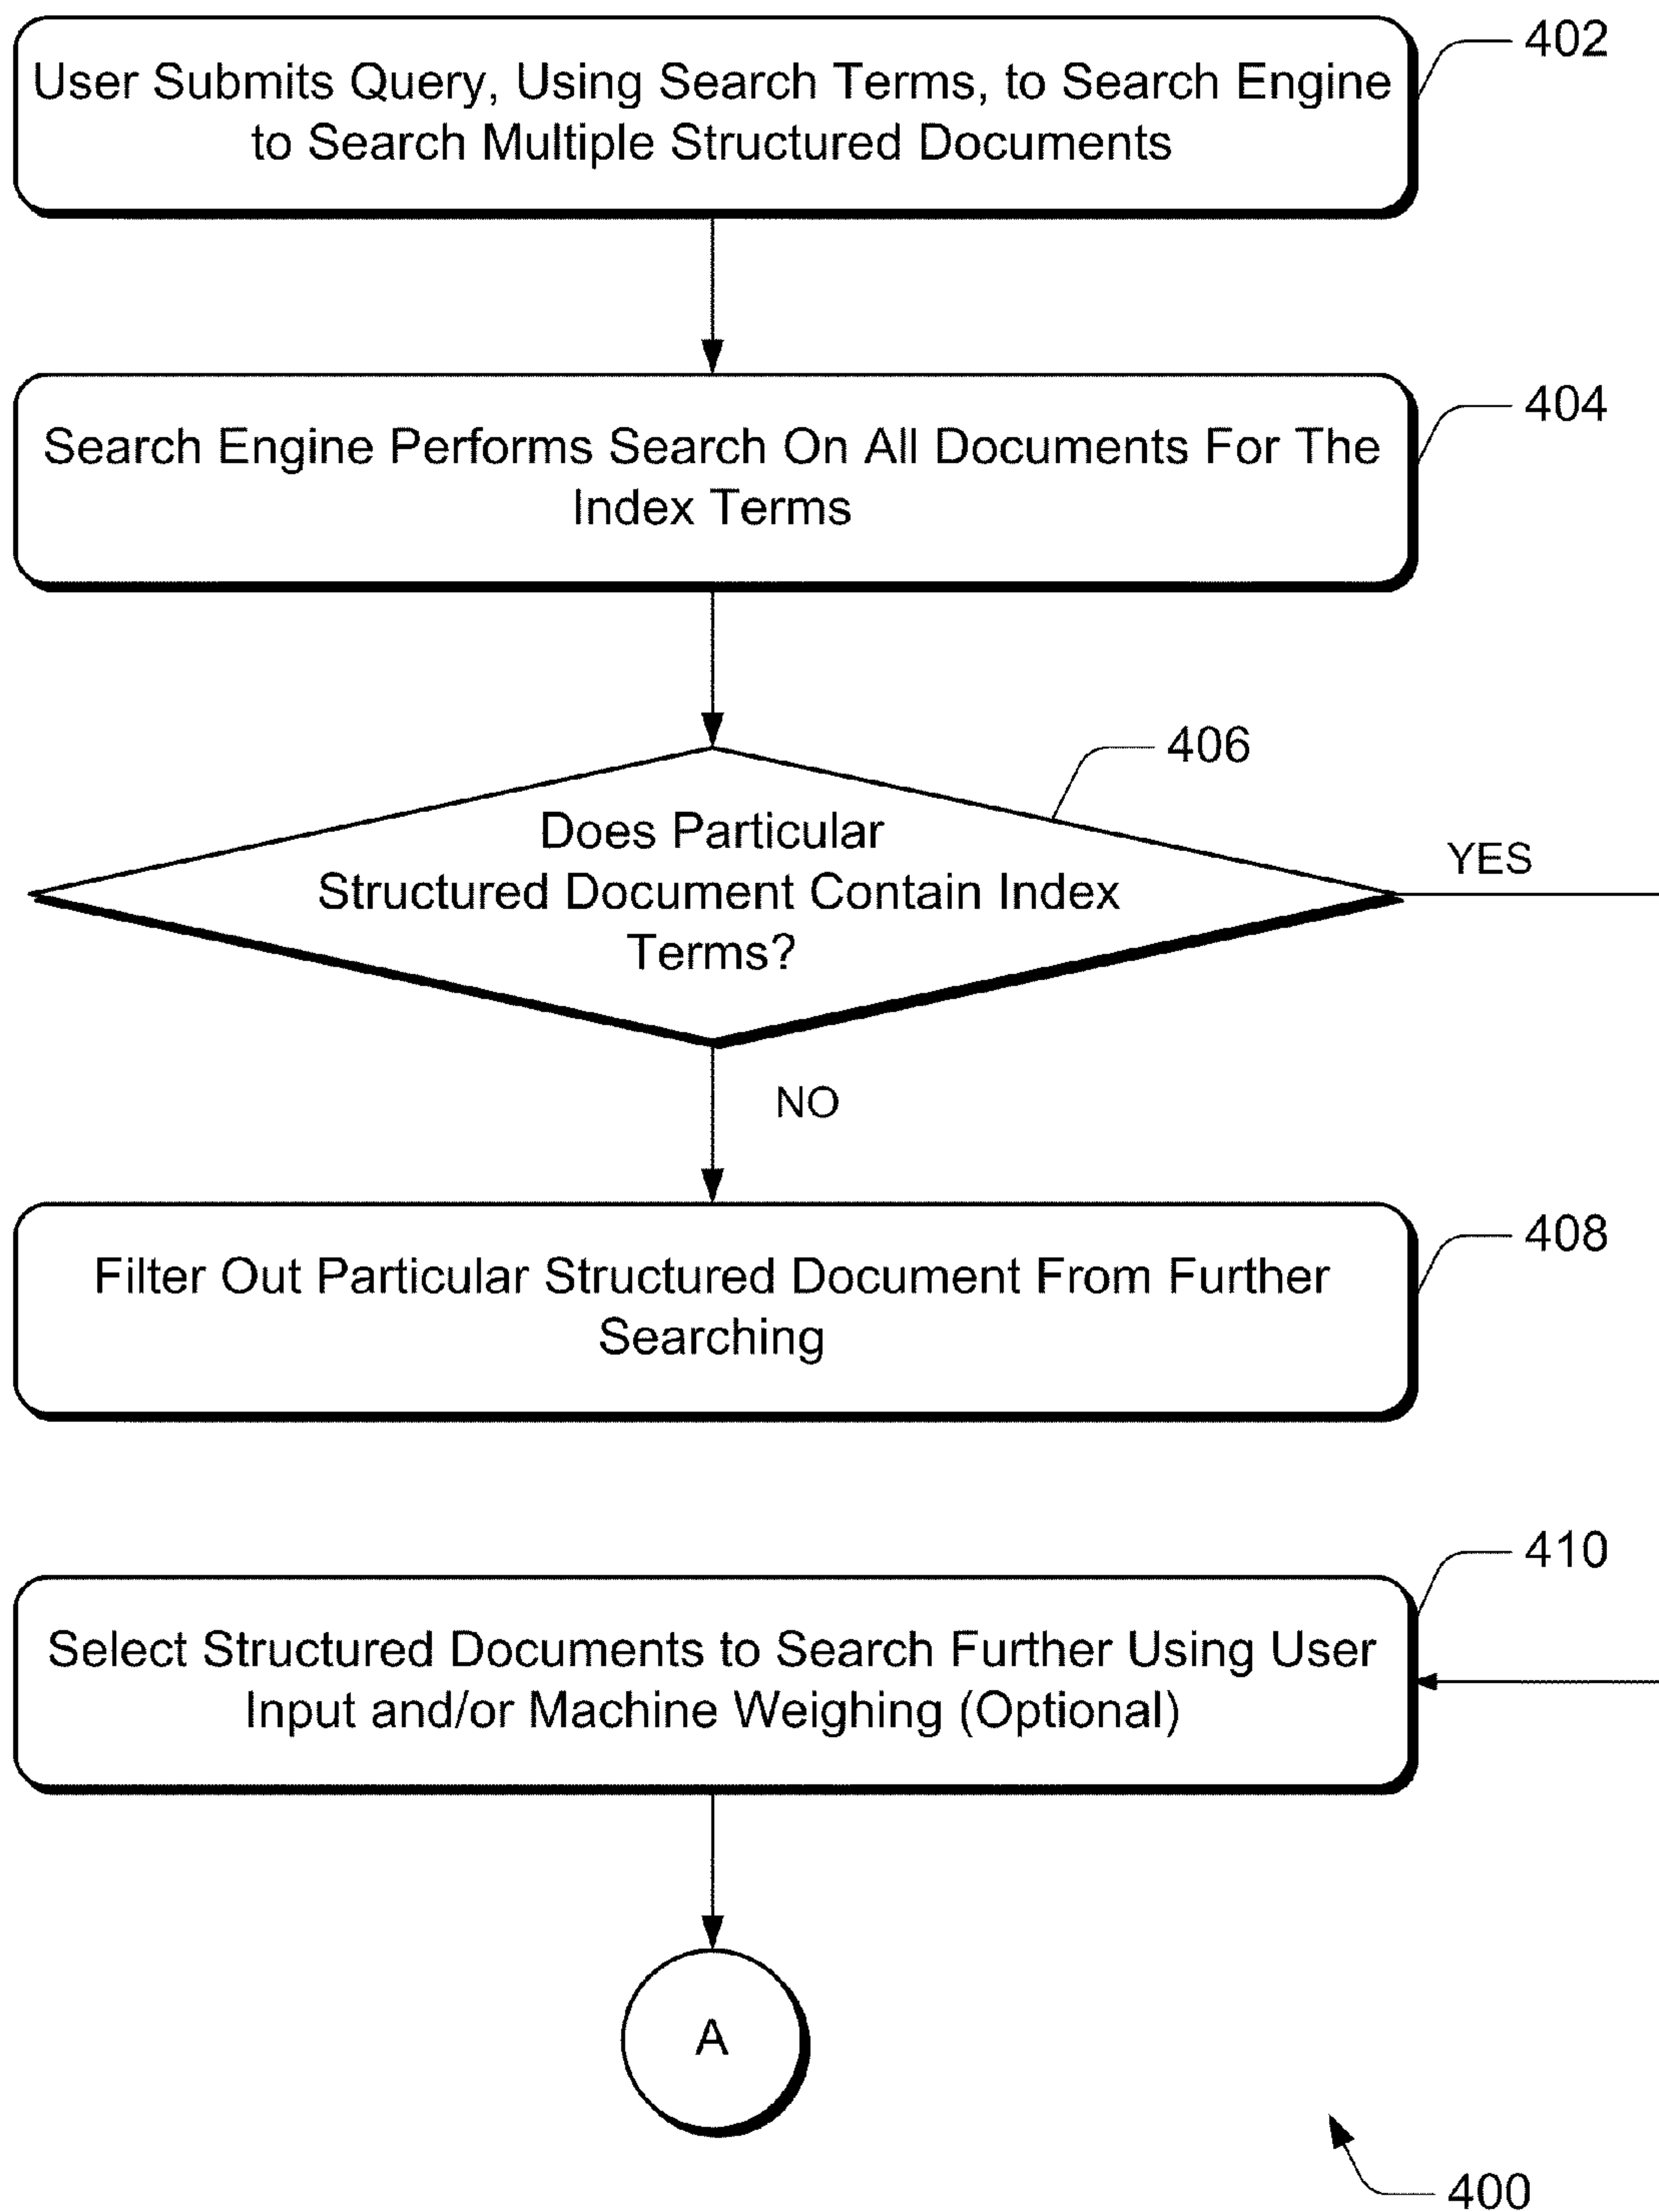 402
User Submits Query, Using Search Terms, to Search Engine
to Search Multiple Structured Documents
404
Search Engine Performs Search On All Documents For The
Index Terms
406
Does Particular
Structured Document Contain Index
Terms?
YES
NO
408
Filter Out Particular Structured Document From Further
Searching
410
Select Structured Documents to Search Further Using User
Input and/or Machine Weighing (Optional)
A
400